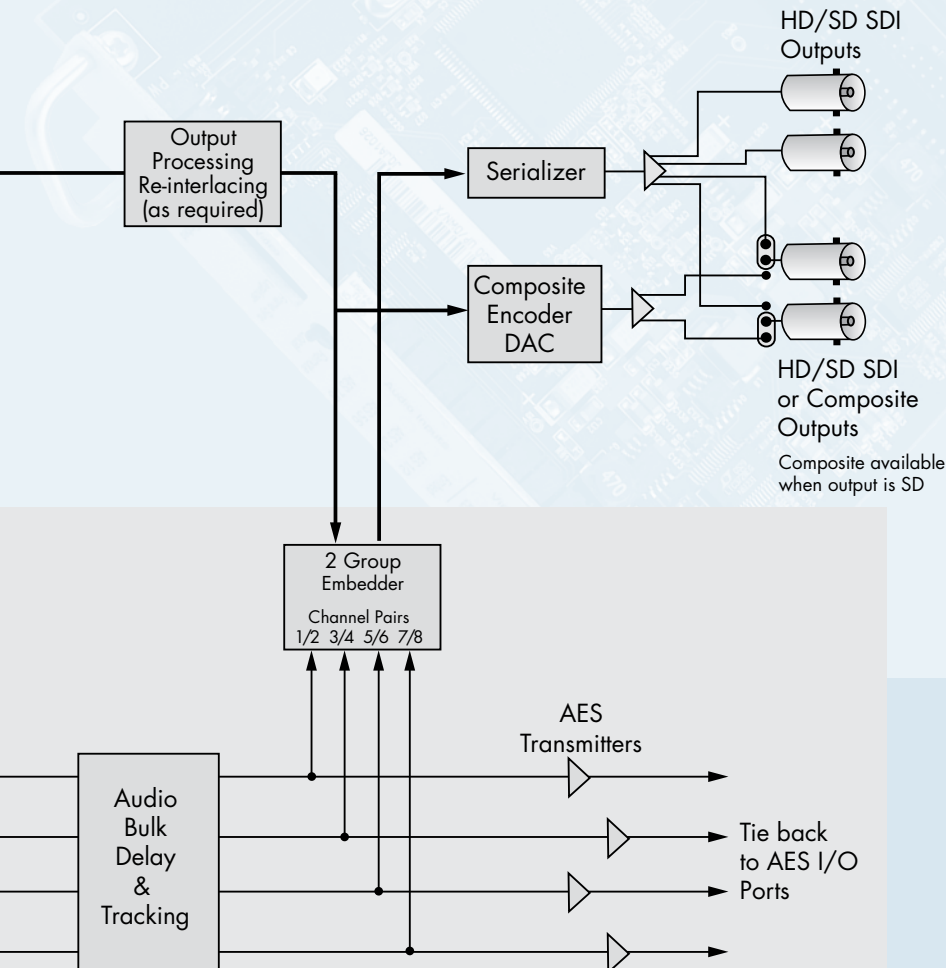 HD/SD SDI
Outputs
Output
Processing
Re-interlacing
(as required)
Serializer
Composite
Encoder
DAC
HD/SD SDI
or Composite
Outputs
Composite available
when output is SD
2 Group
Embedder
Channel Pairs
1/2 3/4 5/6 7/8
AES
Transmitters
Audio
Bulk
Delay
&
Tracking
Tie back
to AES I/O
Ports